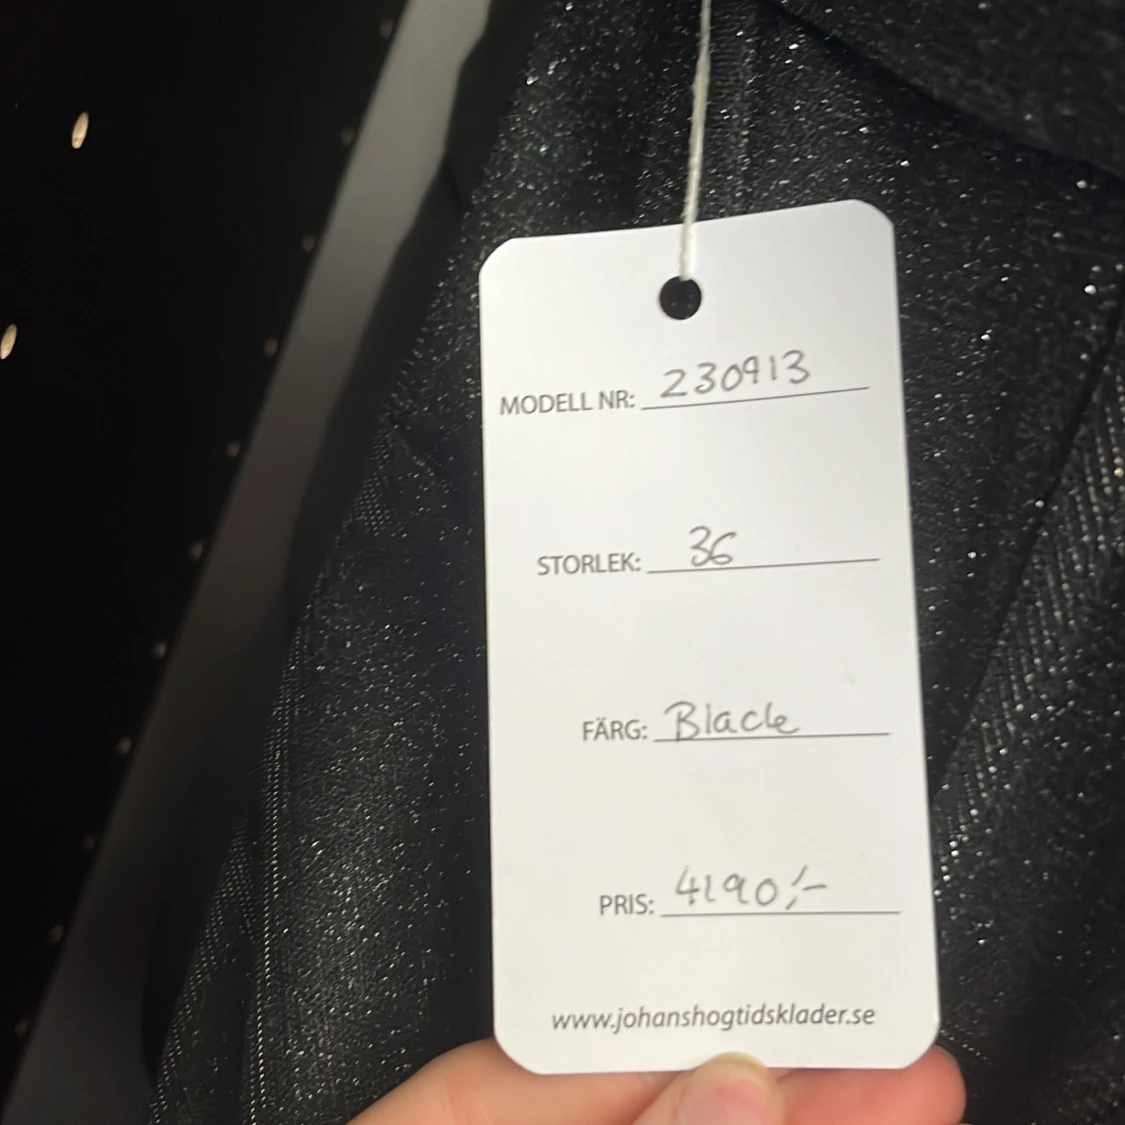 MODELL NR: 230913
STORLEK: 36
FÄRG: Black
PRIS: 4190,-
www.johanshogtidsklader.se